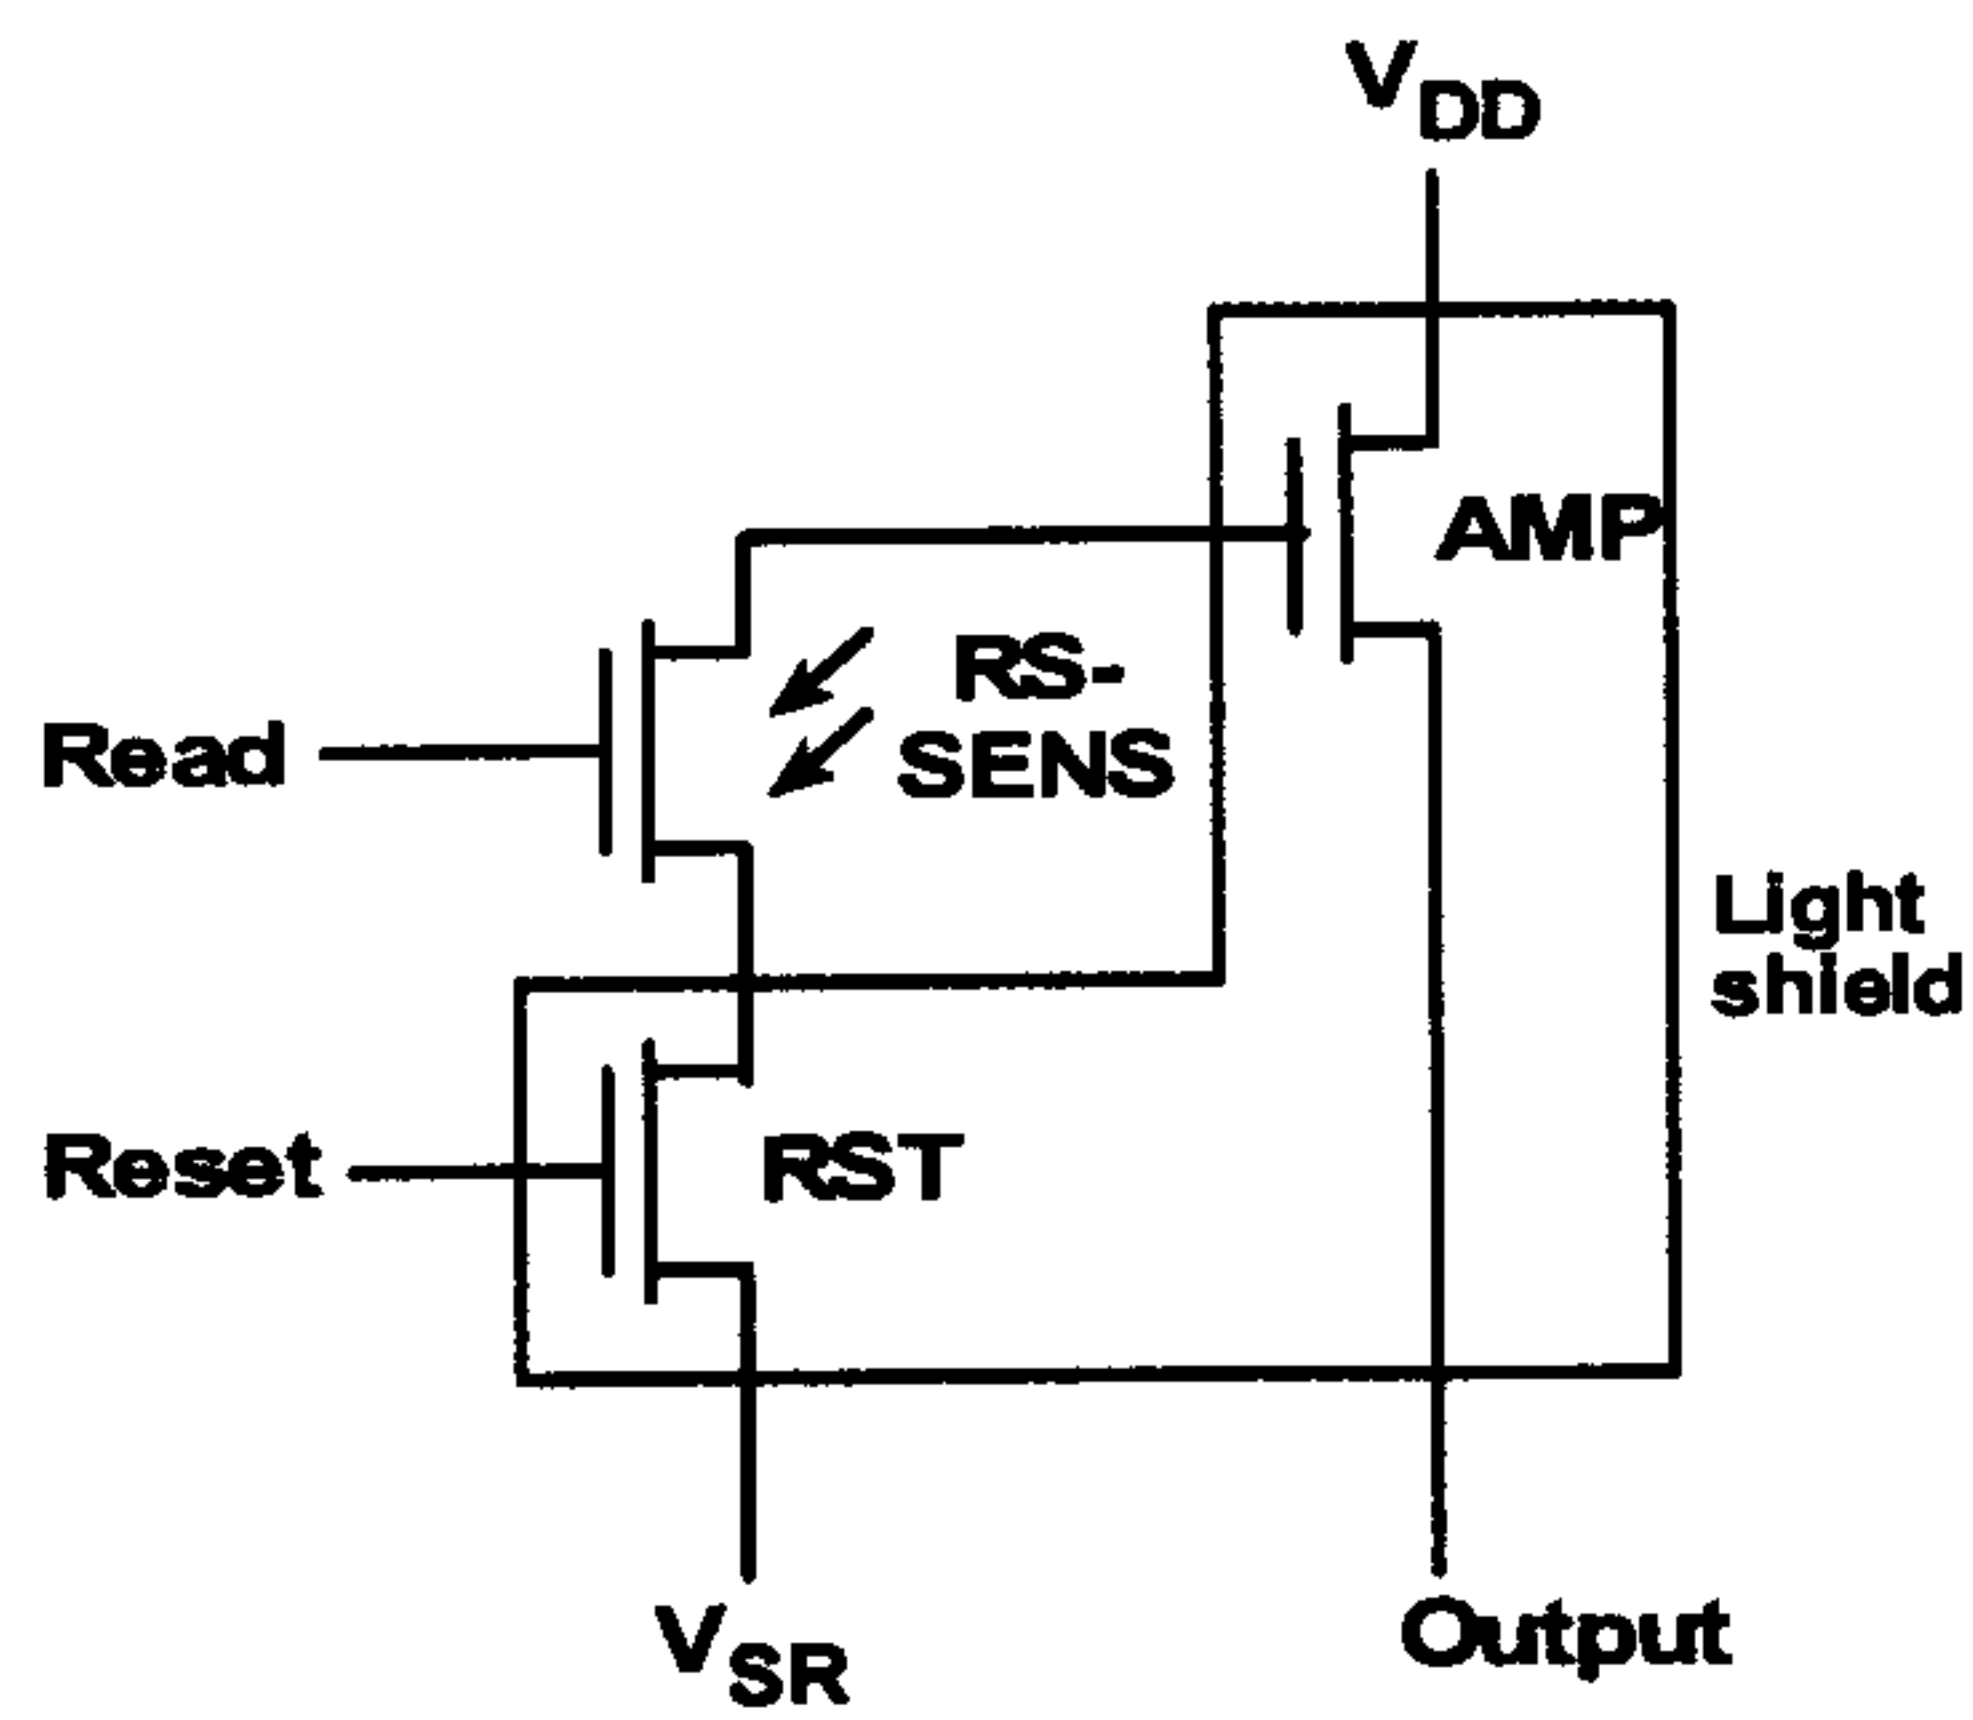 VDD
AMP
RS-
SENS
Read
Light
shield
Reset
RST
VSR
Output